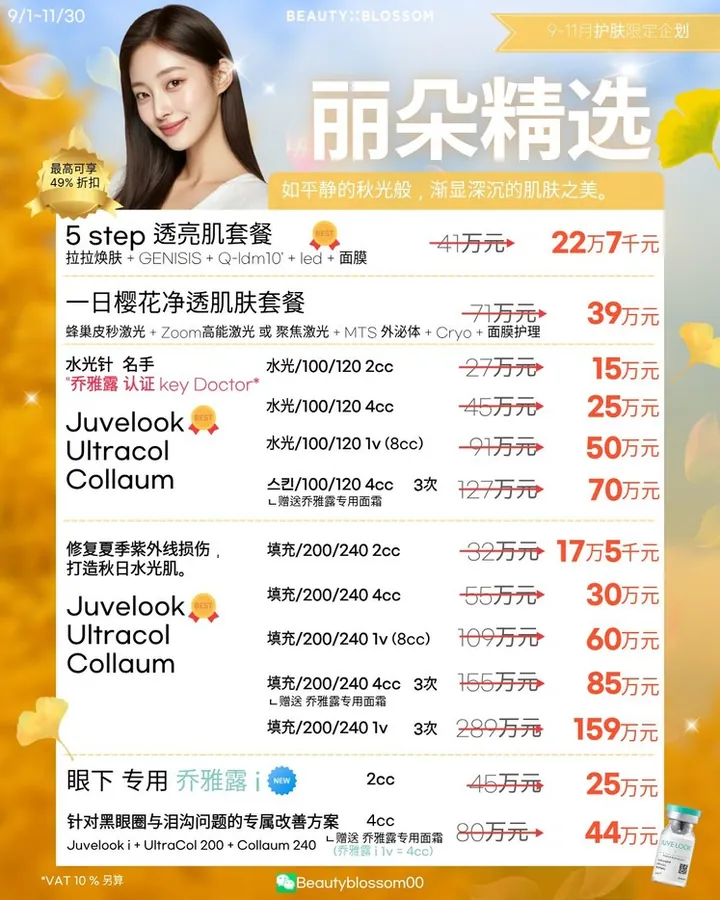 9/1~11/30
BEAUTY::BLOSSOM
9-11月护肤限定企划
丽朵精选
最高可享
49% 折扣
如平静的秋光般，渐显深沉的肌肤之美。
5 step 透亮肌套餐 BEST 41万元 22万7千元
拉拉焕肤 + GENISIS + Q-ldm10' + led + 面膜
一日樱花净透肌肤套餐 71万元 39万元
蜂巢皮秒激光 + Zoom高能激光 或 聚焦激光 + MTS 外泌体 + Cryo + 面膜护理
水光针 名手
"乔雅露 认证 key Doctor"
Juvelook BEST
Ultracol
Collaum
水光/100/120 2cc 27万元 15万元
水光/100/120 4cc 45万元 25万元
水光/100/120 1v (8cc) 91万元 50万元
스킨/100/120 4cc 3次 127万元 70万元
ㄴ赠送乔雅露专用面霜
修复夏季紫外线损伤，
打造秋日水光肌。
Juvelook BEST
Ultracol
Collaum
填充/200/240 2cc 32万元 17万5千元
填充/200/240 4cc 55万元 30万元
填充/200/240 1v (8cc) 109万元 60万元
填充/200/240 4cc 3次 155万元 85万元
ㄴ赠送 乔雅露专用面霜
填充/200/240 1v 3次 289万元 159万元
眼下 专用 乔雅露 i NEW 2cc 45万元 25万元
针对黑眼圈与泪沟问题的专属改善方案 4cc 80万元 44万元
Juvelook i + UltraCol 200 + Collaum 240
ㄴ赠送 乔雅露专用面霜
(乔雅露 i 1v = 4cc)
JUVELOOK
*VAT 10 % 另算
Beautyblossom00